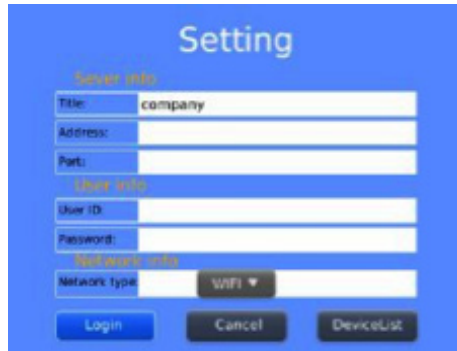 Setting
Sever info
Title: company
Address:
Port:
User info
User ID:
Password:
Network info
Network type WIFI ▼
Login Cancel DeviceList